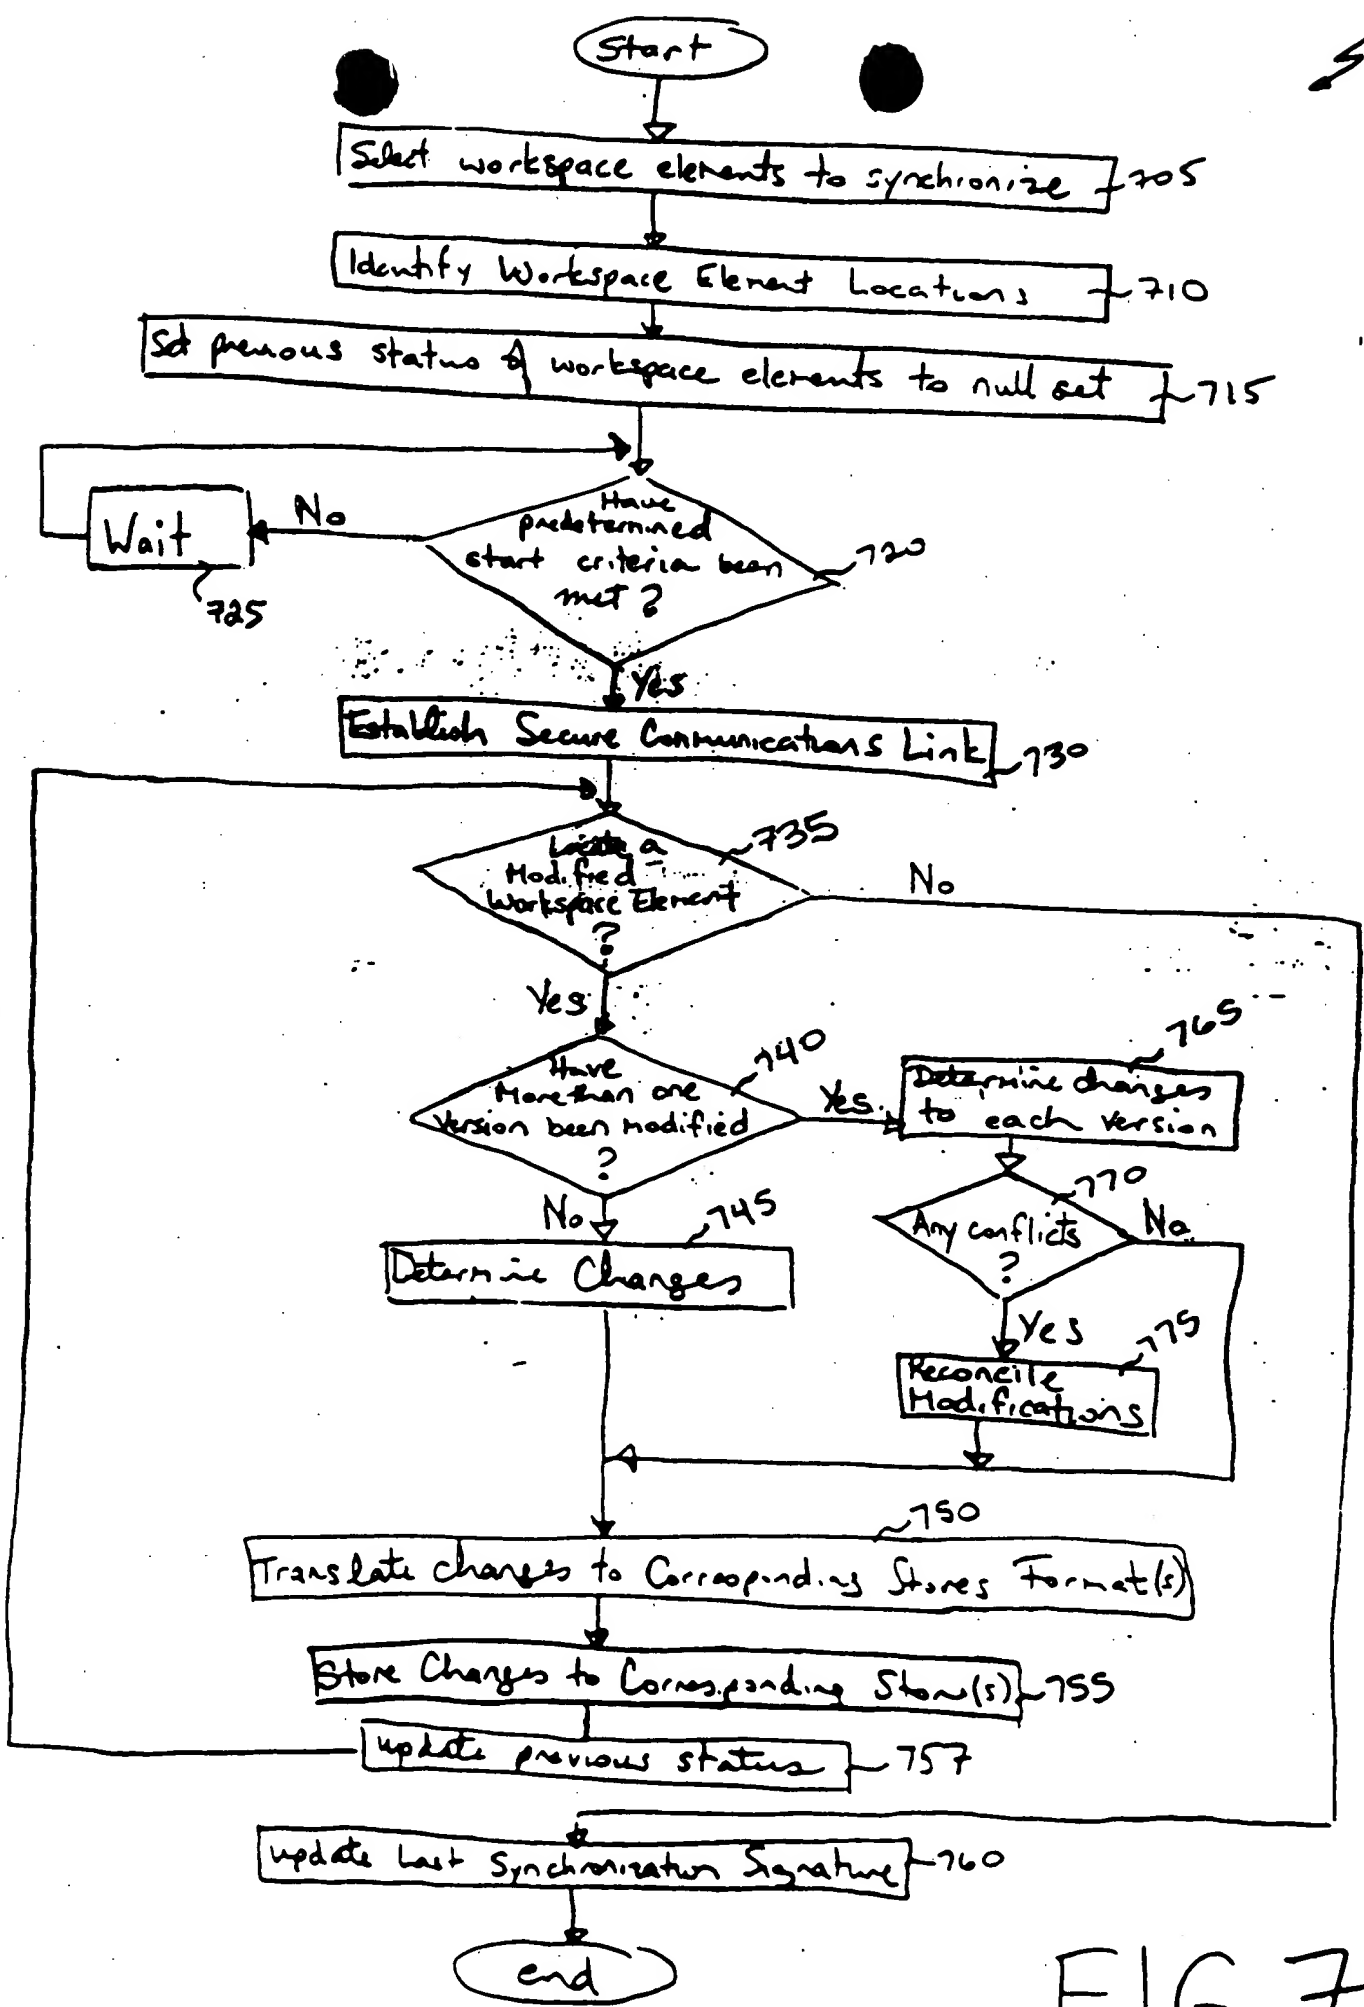 Start
Select workspace elements to synchronize 705
Identify Workspace Element Locations 710
Set previous status of workspace elements to null set 715
Have
predetermined
start criteria been
met?
720
No
Wait
725
Yes
Establish Secure Communications Link 730
735
Locate a
Modified
Workspace Element
?
No
Yes
740
Have
More than one
Version been Modified
?
Yes
765
Determine changes
to each version
770
Any conflicts
?
No
No
745
Determine Changes
Yes
775
Reconcile
Modifications
750
Translate Changes to Corresponding Stores Format(s)
Store Changes to Corresponding Store(s) 755
update previous status 757
update Last Synchronization Signature 760
end
FIG 7